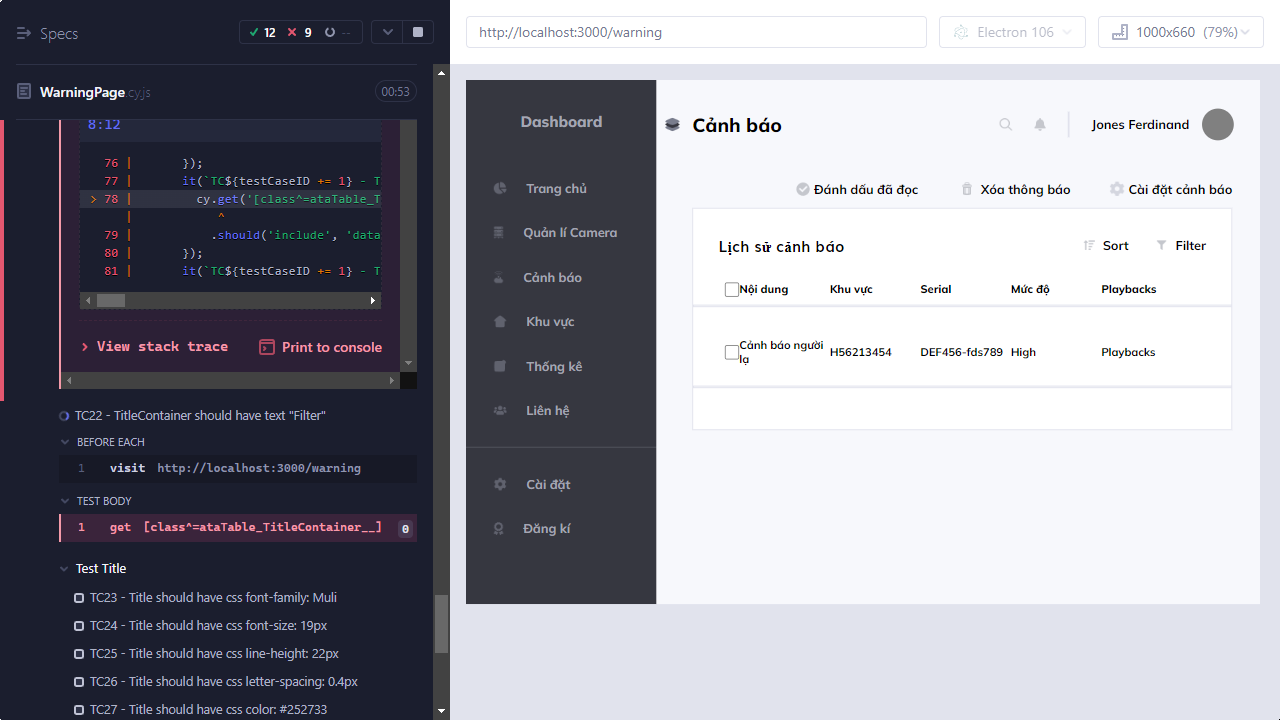 Specs
12
9
--
WarningPage.cy.js
00:53
8:12
76 | });
77 | it(`TC${testCaseID += 1} - T
> 78 | cy.get('[class^=ataTable_T
| ^
79 | .should('include', 'data
80 | });
81 | it(`TC${testCaseID += 1} - T
> View stack trace
Print to console
TC22 - TitleContainer should have text "Filter"
BEFORE EACH
1 visit http://localhost:3000/warning
TEST BODY
1 get [class^=ataTable_TitleContainer__] 0
Test Title
TC23 - Title should have css font-family: Muli
TC24 - Title should have css font-size: 19px
TC25 - Title should have css line-height: 22px
TC26 - Title should have css letter-spacing: 0.4px
TC27 - Title should have css color: #252733
http://localhost:3000/warning
Electron 106
1000x660 (79%)
Dashboard
Trang chủ
Quản lí Camera
Cảnh báo
Khu vực
Thống kê
Liên hệ
Cài đặt
Đăng kí
Cảnh báo
Jones Ferdinand
Đánh dấu đã đọc
Xóa thông báo
Cài đặt cảnh báo
Lịch sử cảnh báo
Sort
Filter
Nội dung Khu vực Serial Mức độ Playbacks
Cảnh báo người
lạ
H56213454 DEF456-fds789 High Playbacks